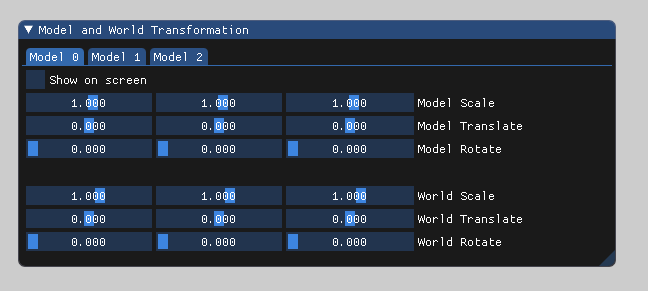 Model and World Transformation
Model 0 Model 1 Model 2
Show on screen
1.000 1.000 1.000 Model Scale
0.000 0.000 0.000 Model Translate
0.000 0.000 0.000 Model Rotate
1.000 1.000 1.000 World Scale
0.000 0.000 0.000 World Translate
0.000 0.000 0.000 World Rotate